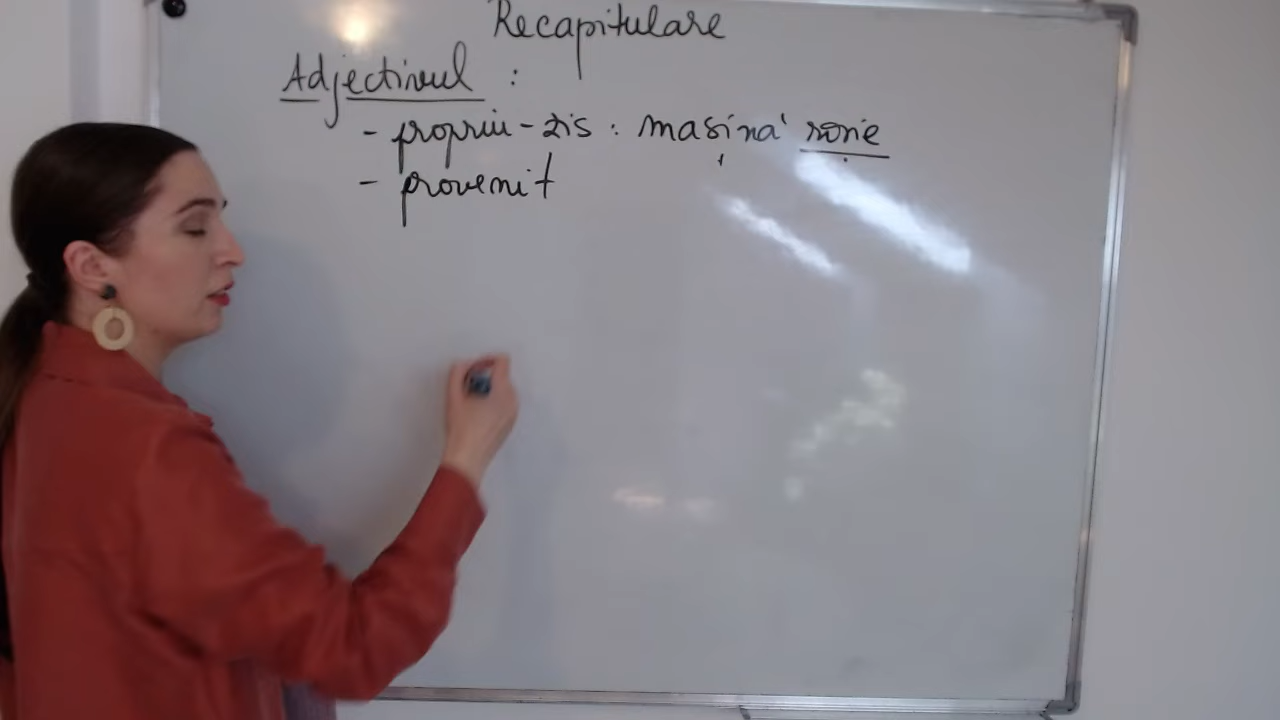 Recapitulare
Adjectivul :
- propriu-zis : mașină roșie
- provenit